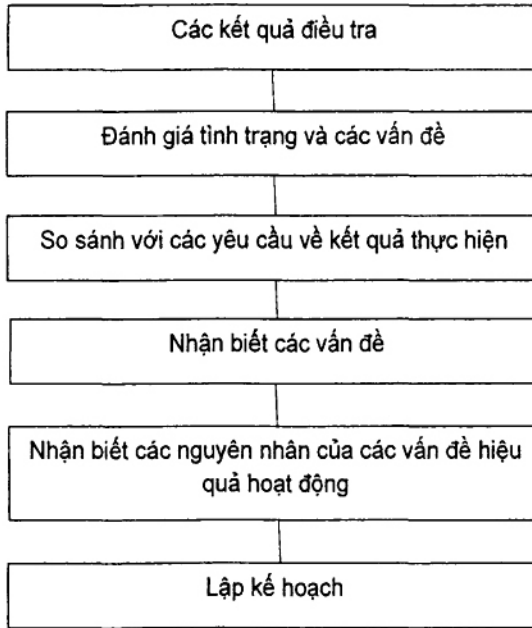 Các kết quả điều tra
Đánh giá tình trạng và các vấn đề
So sánh với các yêu cầu về kết quả thực hiện
Nhận biết các vấn đề
Nhận biết các nguyên nhân của các vấn đề hiệu
quả hoạt động
Lập kế hoạch